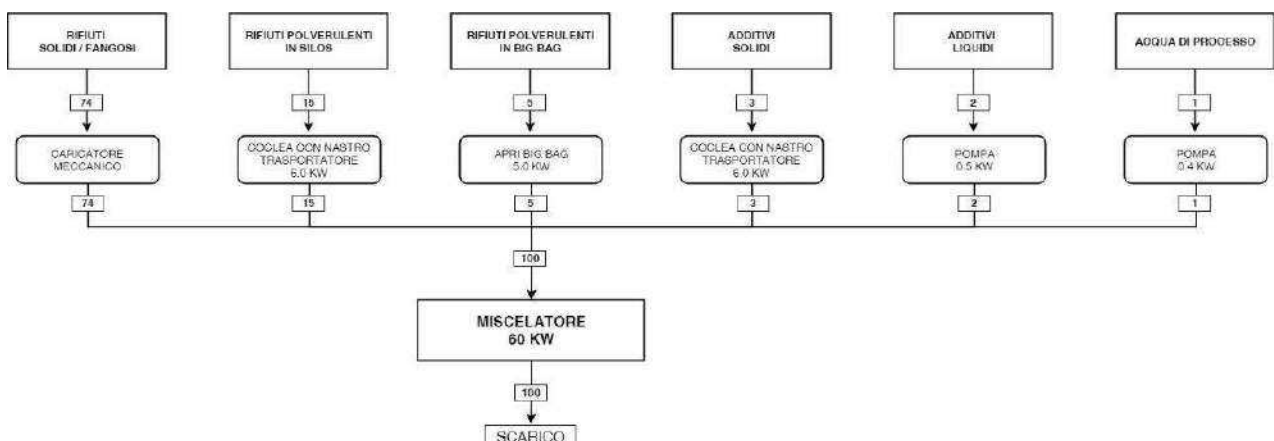 RIFIUTI
SOLIDI / FANGOSI
RIFIUTI POLVERULENTI
IN SILOS
RIFIUTI POLVERULENTI
IN BIG BAG
ADDITIVI
SOLIDI
ADDITIVI
LIQUIDI
ACQUA DI PROCESSO
74
15
5
3
2
1
CARICATORE
MECCANICO
COCLEA CON NASTRO
TRASPORTATORE
6.0 KW
APRI BIG BAG
5.0 KW
COCLEA CON NASTRO
TRASPORTATORE
6.0 KW
POMPA
0.5 KW
POMPA
0.4 KW
74
15
5
3
2
1
100
MISCELATORE
60 KW
100
SCARICO